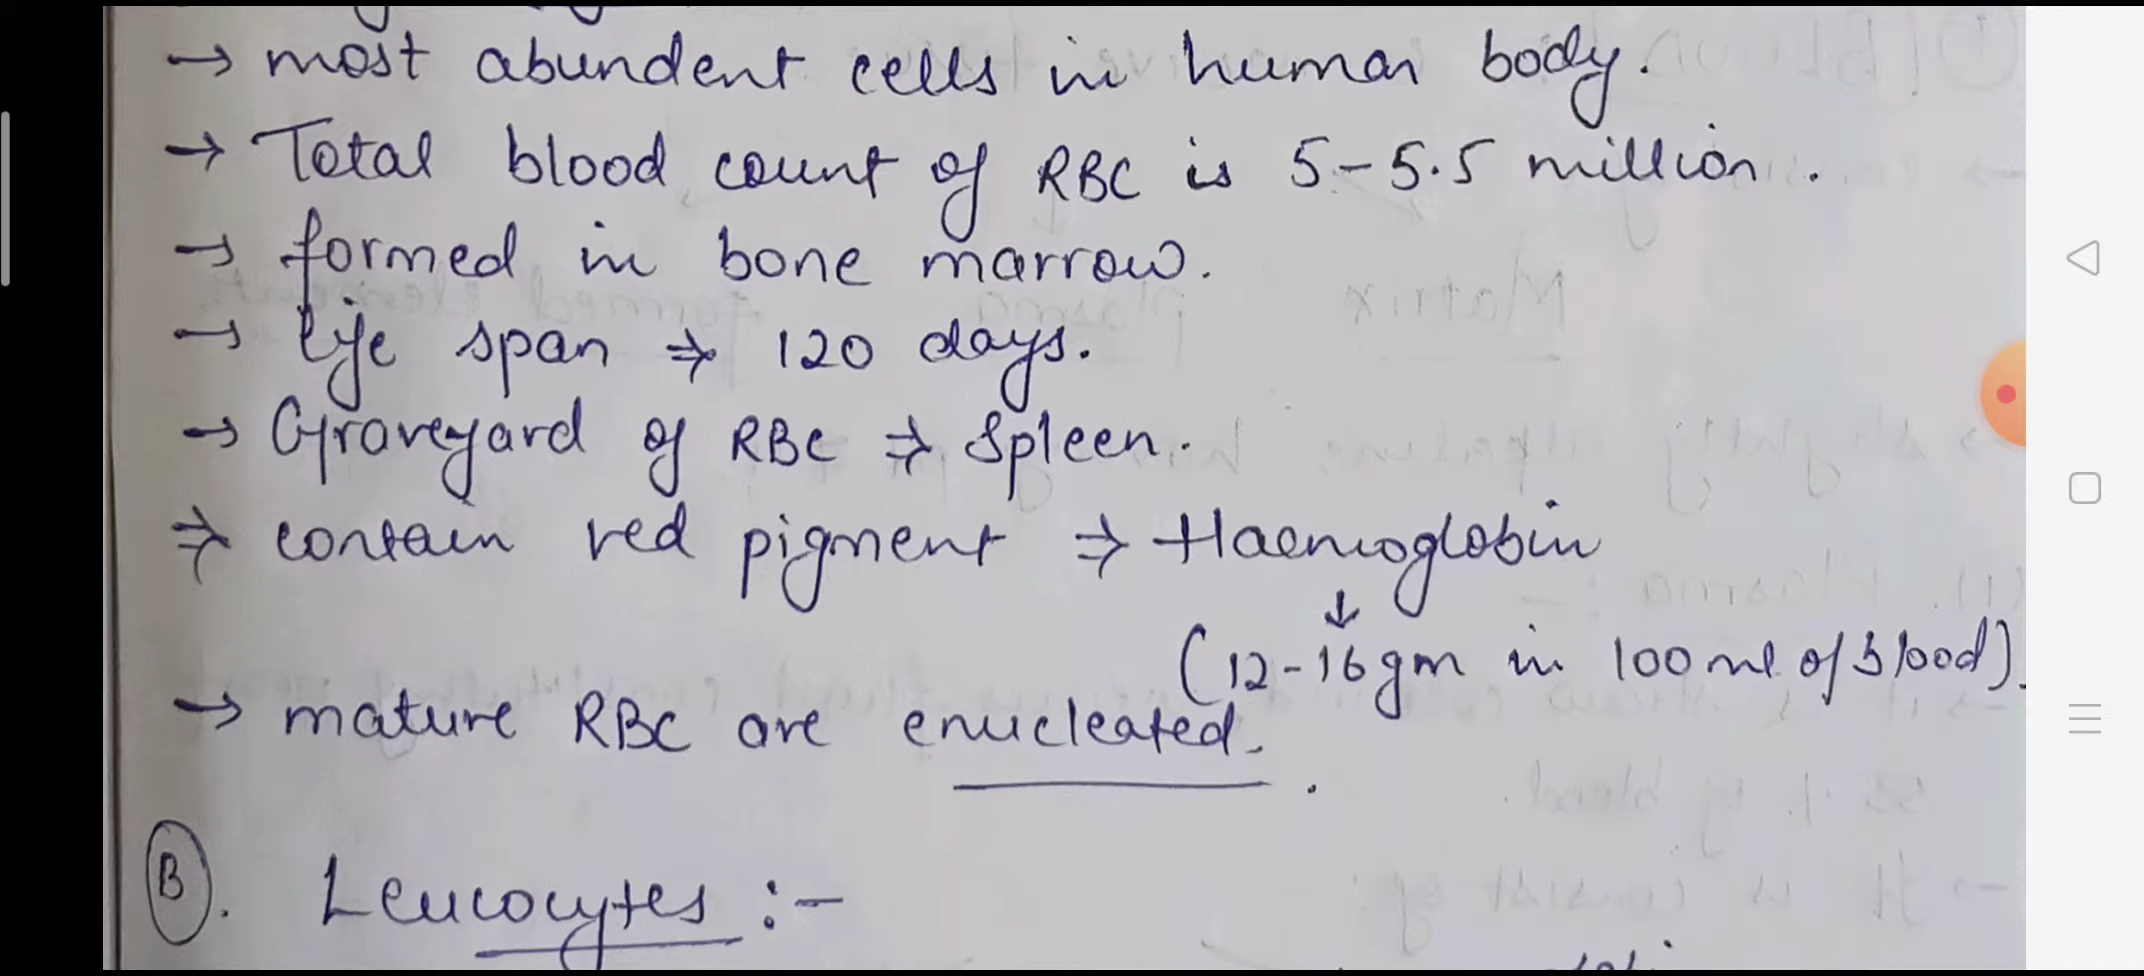 → most abundent cells in human body.
→ Total blood count of RBC is 5-5.5 million.
→ formed in bone marrow.
→ life span ⇒ 120 days.
→ Graveyard of RBC ⇒ Spleen.
⇒ contain red pigment ⇒ Haemoglobin
↓
(12-16gm in 100 ml of Blood).
→ mature RBC are enucleated.
(B). Leucocytes :-